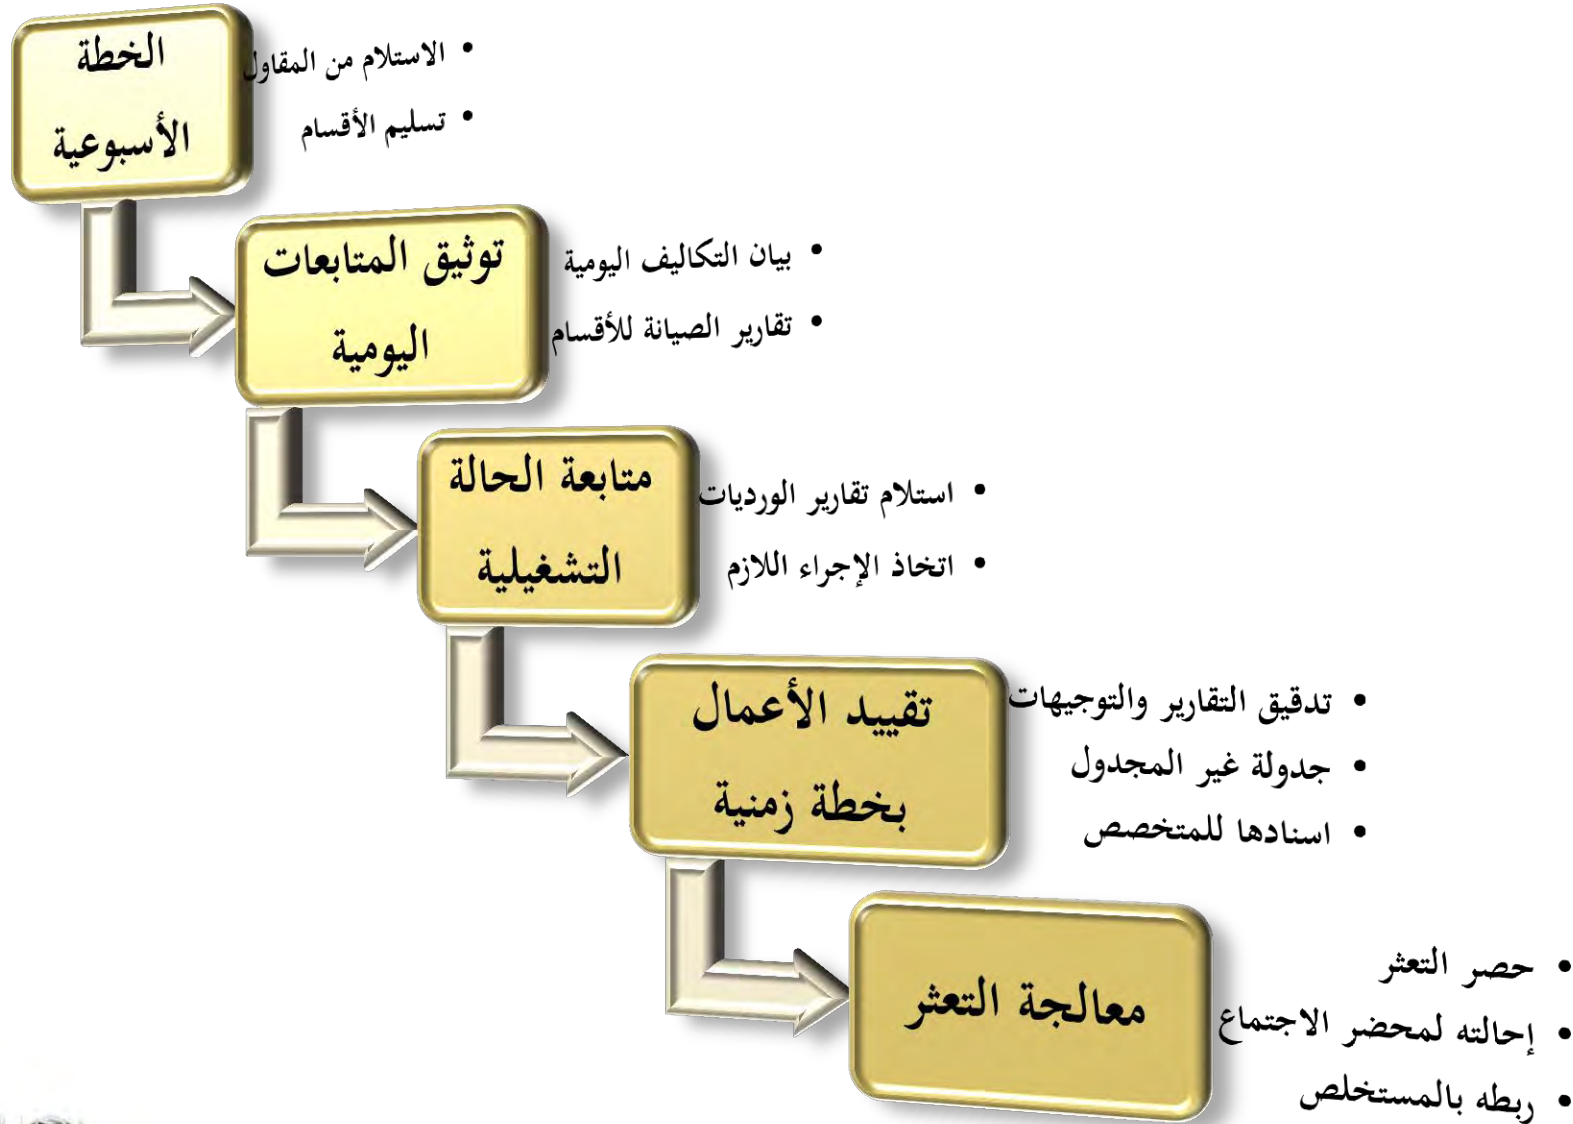 الخطة
الأسبوعية
• الاستلام من المقاول
• تسليم الأقسام
توثيق المتابعات
اليومية
• بيان التكاليف اليومية
• تقارير الصيانة للأقسام
متابعة الحالة
التشغيلية
• استلام تقارير الورديات
• اتخاذ الإجراء اللازم
تقييد الأعمال
بخطة زمنية
• تدقيق التقارير والتوجيهات
• جدولة غير المجدول
• اسنادها للمتخصص
معالجة التعثر
• حصر التعثر
• إحالته لمحضر الاجتماع
• ربطه بالمستخلص